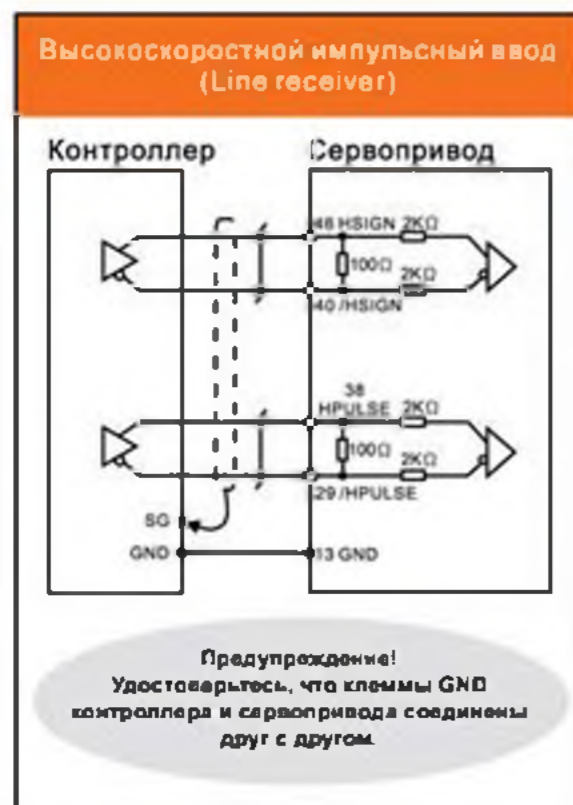 Высокоскоростной импульсный ввод
(Line receiver)
Контроллер
Сервопривод
46 HSIGN 2KΩ
100Ω
2KΩ
40 /HSIGN
38
HPULSE 2KΩ
100Ω
2KΩ
29 /HPULSE
SG
GND
13 GND
Предупреждение!
Удостоверьтесь, что клеммы GND
контроллера и сервопривода соединены
друг с другом.